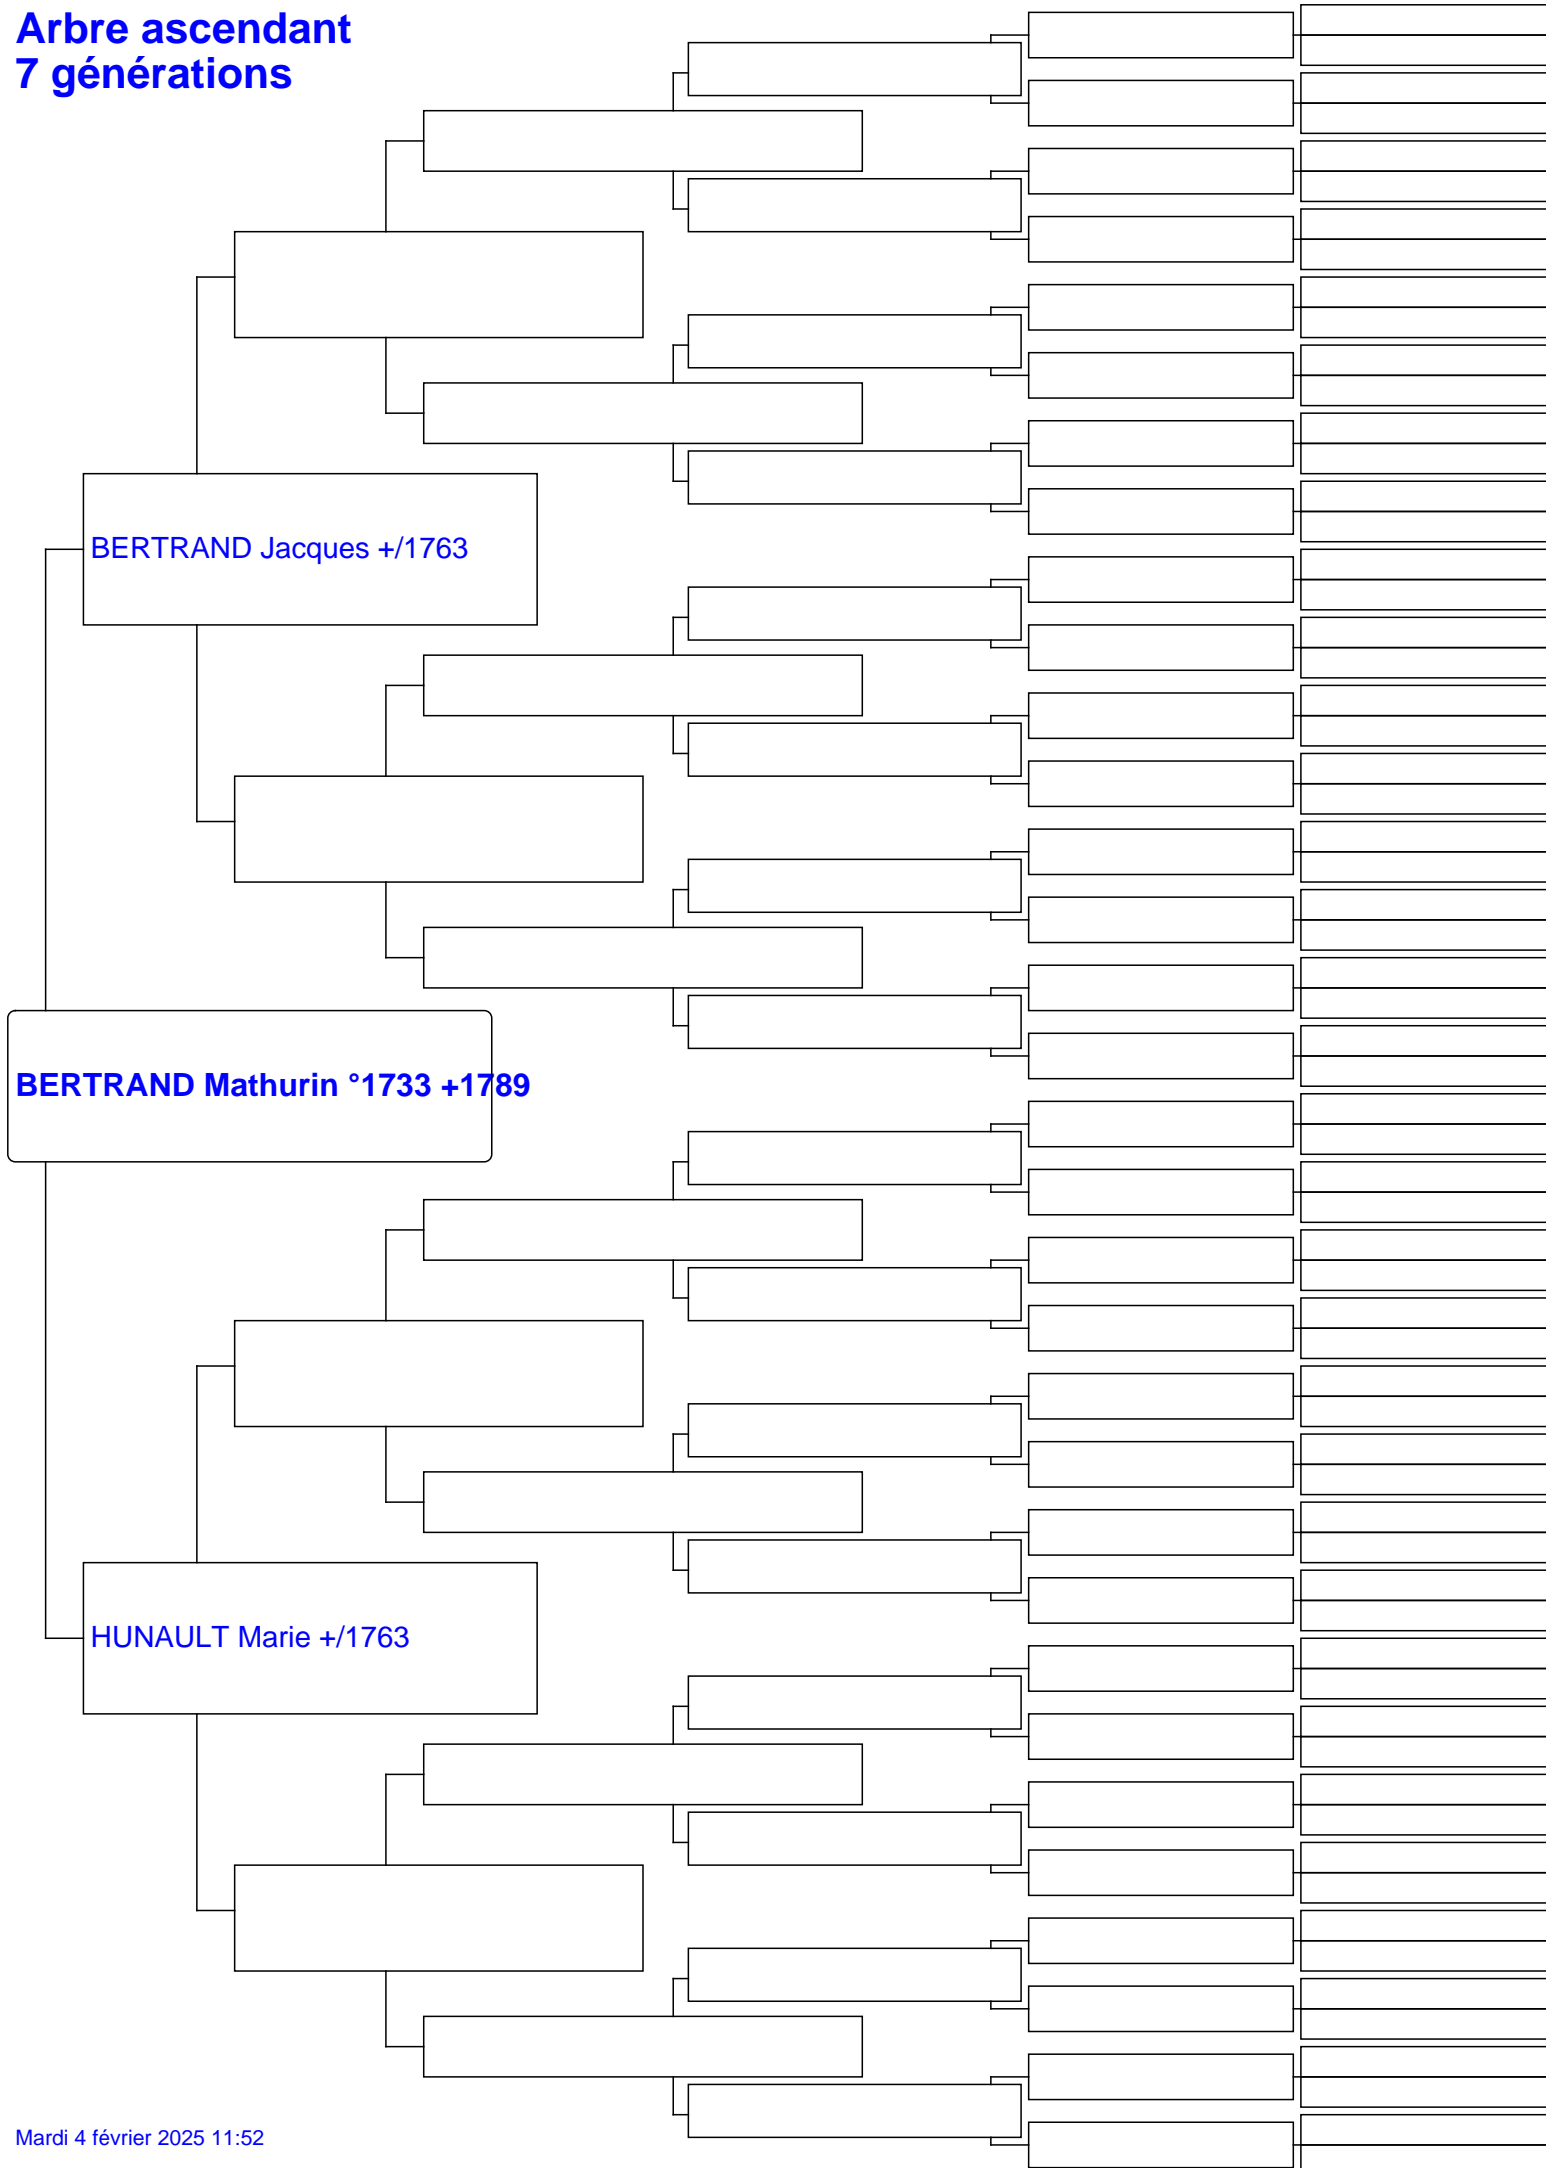 Arbre ascendant
7 générations
BERTRAND Jacques +/1763
BERTRAND Mathurin °1733 +1789
HUNAULT Marie +/1763
Mardi 4 février 2025 11:52